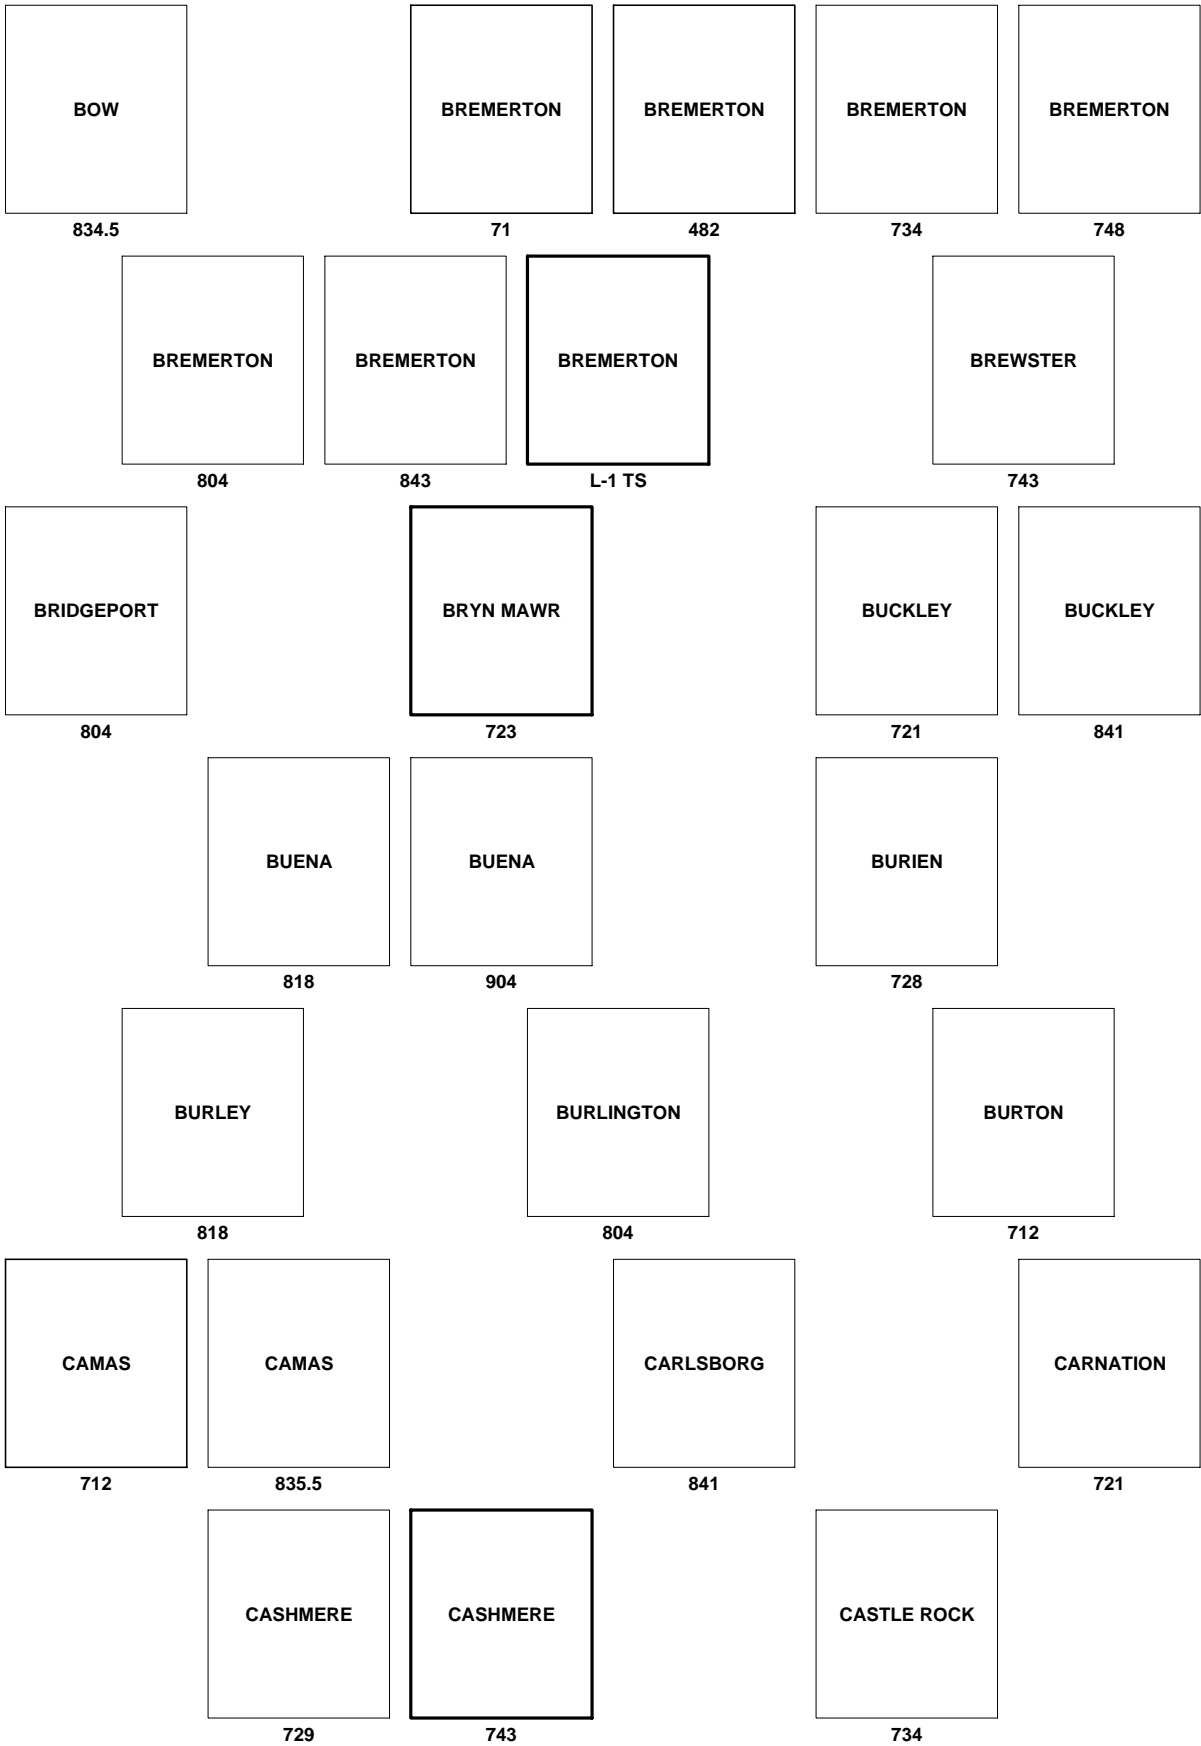 BOW
BREMERTON BREMERTON BREMERTON BREMERTON
834.5 71 482 734 748
BREMERTON BREMERTON BREMERTON BREWSTER
804 843 L-1 TS 743
BRIDGEPORT BRYN MAWR BUCKLEY BUCKLEY
804 723 721 841
BUENA BUENA BURIEN
818 904 728
BURLEY BURLINGTON BURTON
818 804 712
CAMAS CAMAS CARLSBORG CARNATION
712 835.5 841 721
CASHMERE CASHMERE CASTLE ROCK
729 743 734